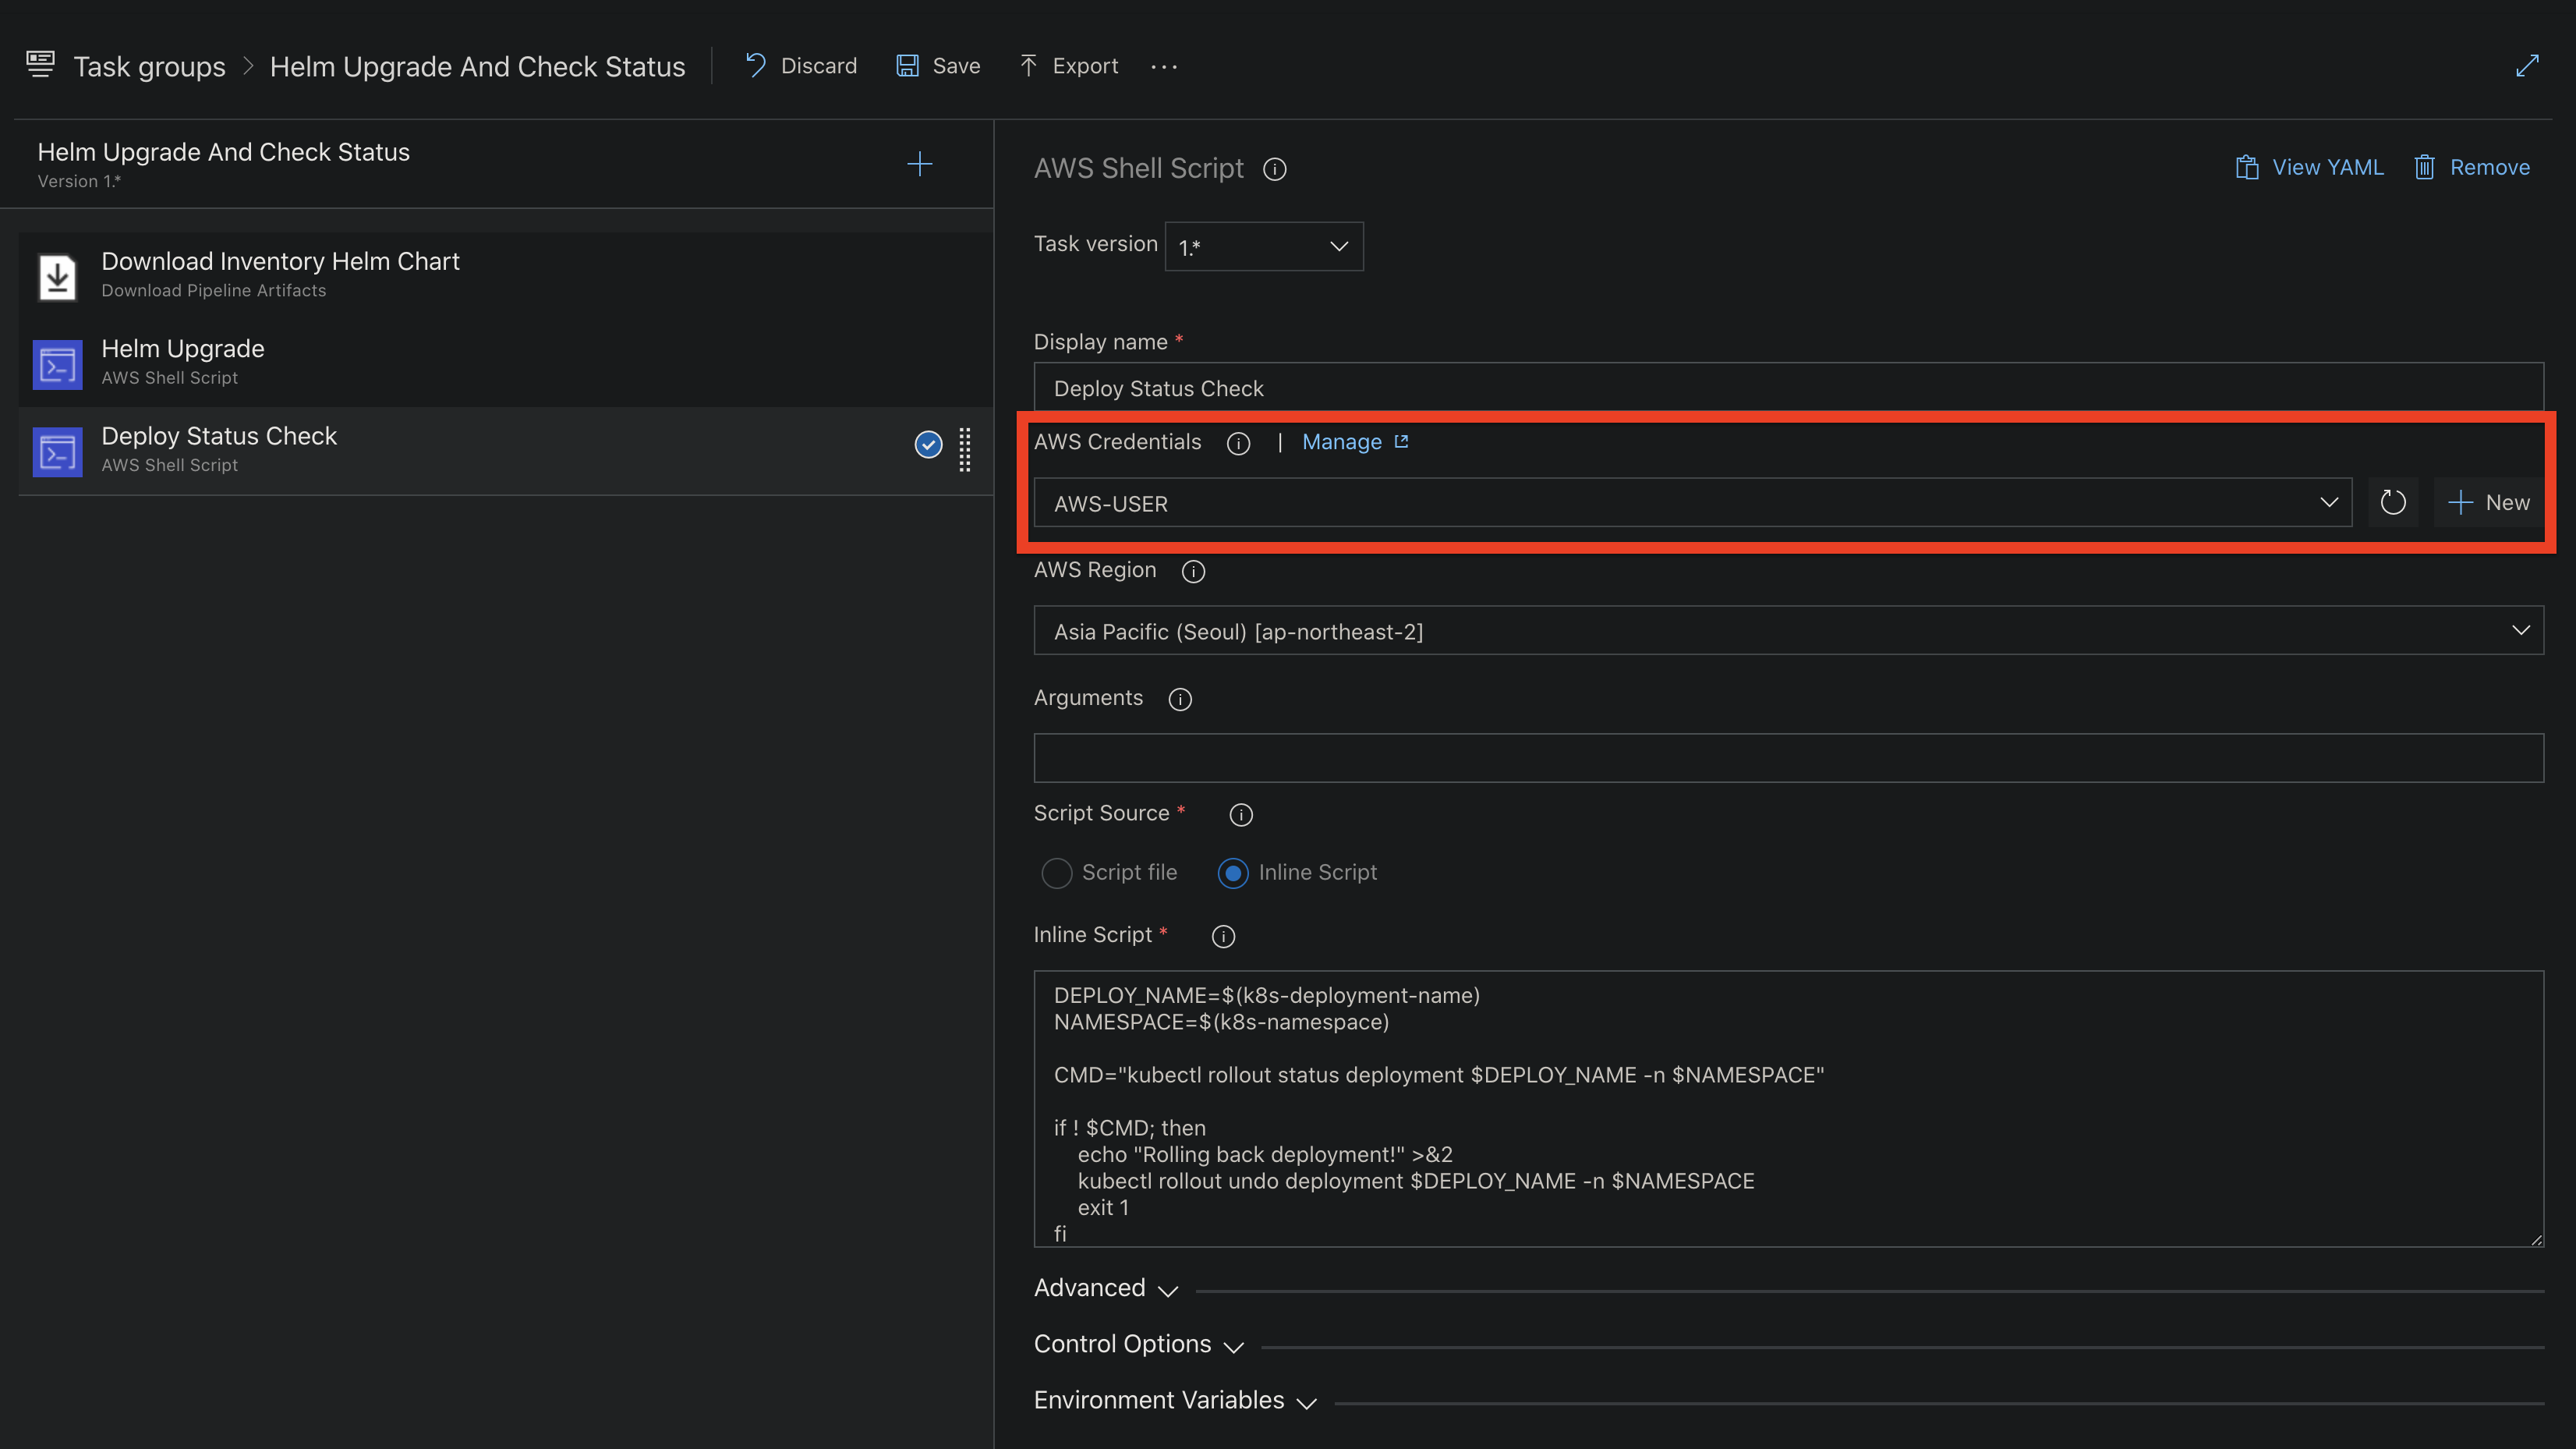 Task groups > Helm Upgrade And Check Status
Discard
Save
Export
...
Helm Upgrade And Check Status
Version 1.*
Download Inventory Helm Chart
Download Pipeline Artifacts
Helm Upgrade
AWS Shell Script
Deploy Status Check
AWS Shell Script
AWS Shell Script
View YAML
Remove
Task version 1.*
Display name *
Deploy Status Check
AWS Credentials | Manage
AWS-USER
New
AWS Region
Asia Pacific (Seoul) [ap-northeast-2]
Arguments
Script Source *
Script file
Inline Script
Inline Script *
DEPLOY_NAME=$(k8s-deployment-name)
NAMESPACE=$(k8s-namespace)
CMD="kubectl rollout status deployment $DEPLOY_NAME -n $NAMESPACE"
if ! $CMD; then
echo "Rolling back deployment!" >&2
kubectl rollout undo deployment $DEPLOY_NAME -n $NAMESPACE
exit 1
fi
Advanced
Control Options
Environment Variables